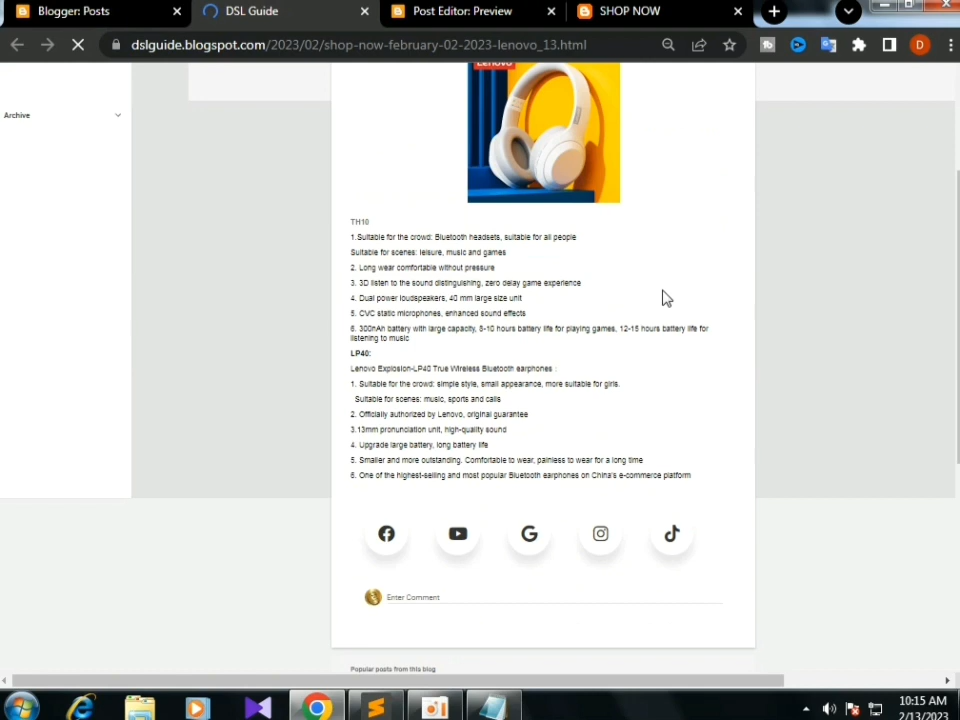 Blogger: Posts
DSL Guide
Post Editor: Preview
SHOP NOW
dslguide.blogspot.com/2023/02/shop-now-february-02-2023-lenovo_13.html
D
Archive
Lenovo
TH10
1.Suitable for the crowd: Bluetooth headsets, suitable for all people
Suitable for scenes: leisure, music and games
2. Long wear comfortable without pressure
3. 3D listen to the sound distinguishing, zero delay game experience
4. Dual power loudspeakers, 40 mm large size unit
5. CVC static microphones, enhanced sound effects
6. 300nAh battery with large capacity, 8-10 hours battery life for playing games, 12-15 hours battery life for
listening to music
LP40:
Lenovo Explosion-LP40 True Wireless Bluetooth earphones :
1. Suitable for the crowd: simple style, small appearance, more suitable for girls.
Suitable for scenes: music, sports and calls
2. Officially authorized by Lenovo, original guarantee
3.13mm pronunciation unit, high-quality sound
4. Upgrade large battery, long battery life
5. Smaller and more outstanding. Comfortable to wear, painless to wear for a long time
6. One of the highest-selling and most popular Bluetooth earphones on China's e-commerce platform
Enter Comment
Popular posts from this blog
10:15 AM
2/13/2023